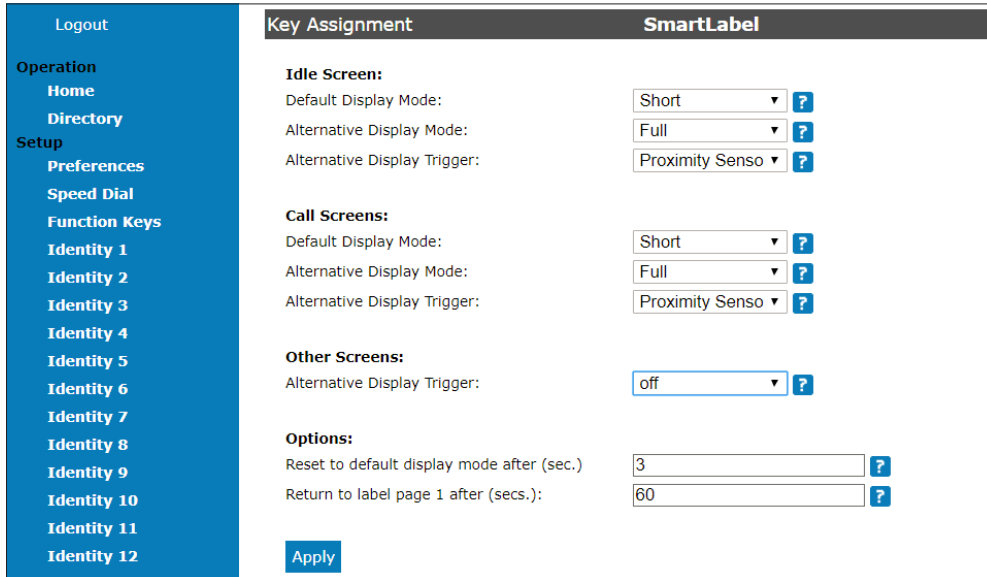 Logout
Operation
Home
Directory
Setup
Preferences
Speed Dial
Function Keys
Identity 1
Identity 2
Identity 3
Identity 4
Identity 5
Identity 6
Identity 7
Identity 8
Identity 9
Identity 10
Identity 11
Identity 12
Key Assignment SmartLabel
Idle Screen:
Default Display Mode: Short ?
Alternative Display Mode: Full ?
Alternative Display Trigger: Proximity Senso ?
Call Screens:
Default Display Mode: Short ?
Alternative Display Mode: Full ?
Alternative Display Trigger: Proximity Senso ?
Other Screens:
Alternative Display Trigger: off ?
Options:
Reset to default display mode after (sec.) 3 ?
Return to label page 1 after (secs.): 60 ?
Apply